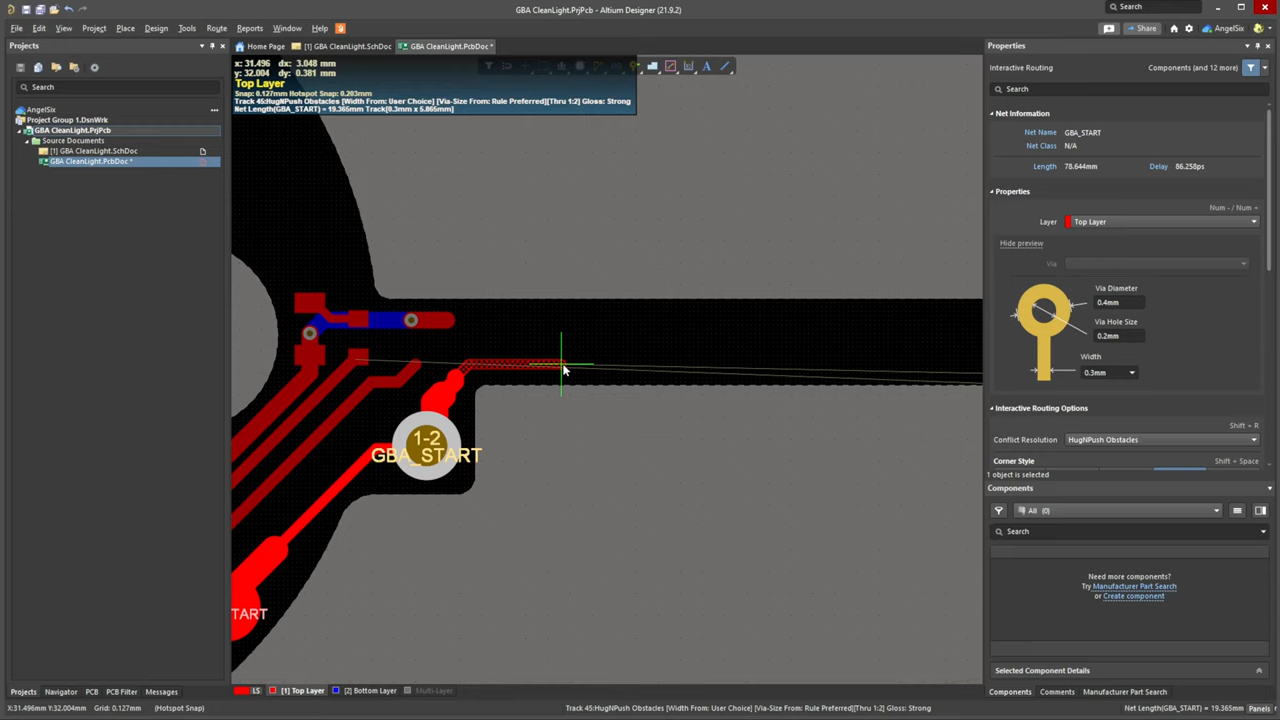 GBA CleanLight.PrjPcb - Altium Designer (21.9.2)
Search
File Edit View Project Place Design Tools Route Reports Window Help
Share
AngelSix
Projects
Home Page
[1] GBA CleanLight.SchDoc
GBA CleanLight.PcbDoc *
Properties
x: 31.496 dx: 3.048 mm
y: 32.004 dy: 0.381 mm
Top Layer
Snap: 0.127mm Hotspot Snap: 0.203mm
Track 45:HugNPush Obstacles [Width From: User Choice] [Via-Size From: Rule Preferred][Thru 1:2] Gloss: Strong
Net Length(GBA_START) = 19.365mm Track[0.3mm x 5.865mm]
Interactive Routing
Components (and 12 more)
Search
Search
AngelSix
Project Group 1.DsnWrk
GBA CleanLight.PrjPcb
Source Documents
[1] GBA CleanLight.SchDoc
GBA CleanLight.PcbDoc *
Net Information
Net Name GBA_START
Net Class N/A
Length 78.644mm Delay 86.258ps
Properties
Num - / Num +
Layer Top Layer
Hide preview
Via
Via Diameter
0.4mm
Via Hole Size
0.2mm
Width
0.3mm
Interactive Routing Options
Shift + R
Conflict Resolution HugNPush Obstacles
Corner Style Shift + Space
1 object is selected
1-2
GBA_START
TART
Components
All (0)
Search
Need more components?
Try Manufacturer Part Search
or Create component
Selected Component Details
Projects Navigator PCB PCB Filter Messages
LS [1] Top Layer [2] Bottom Layer Multi-Layer
Components Comments Manufacturer Part Search
X:31.496mm Y:32.004mm Grid: 0.127mm (Hotspot Snap)
Track 45:HugNPush Obstacles [Width From: User Choice] [Via-Size From: Rule Preferred][Thru 1:2] Gloss: Strong
Net Length(GBA_START) = 19.365mm
Panels